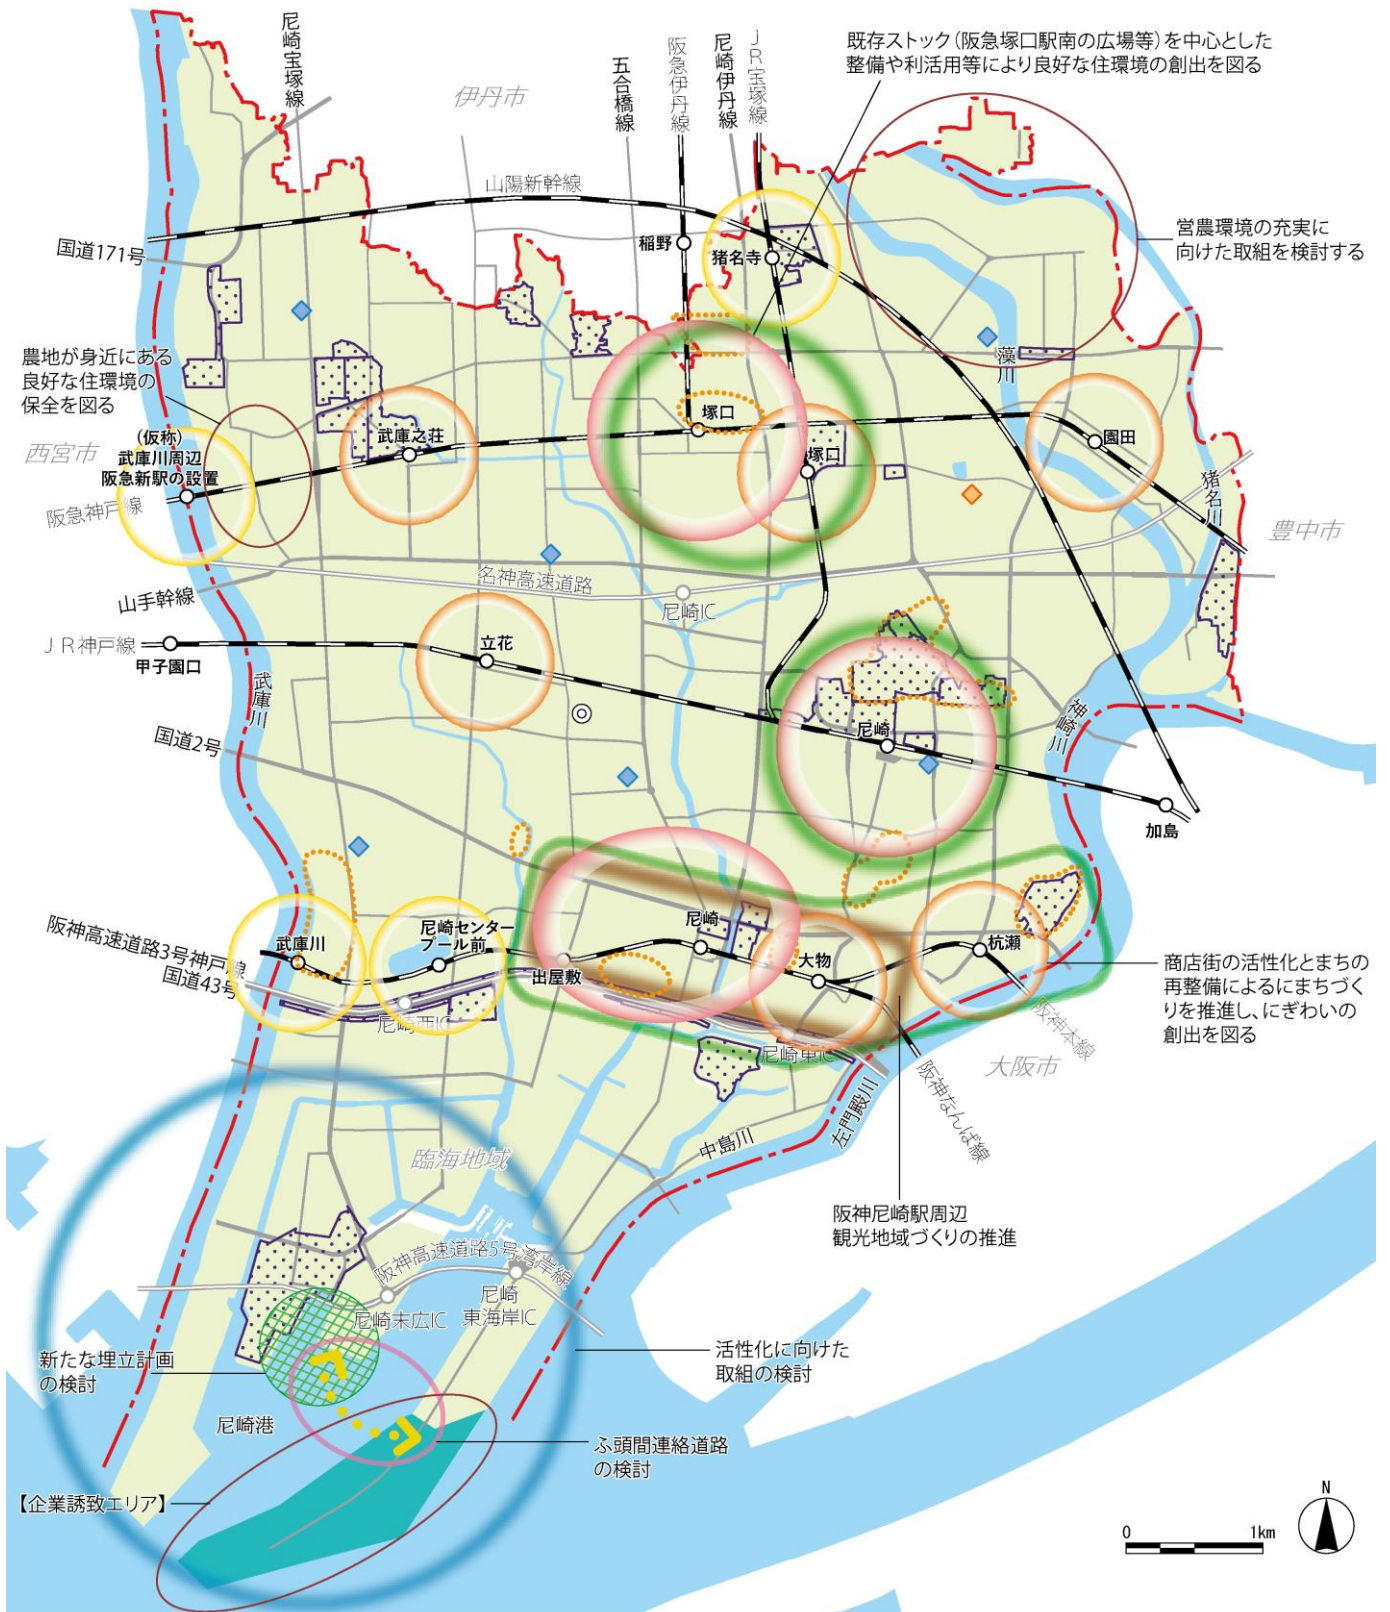 尼崎宝塚線
伊丹市
五合橋線
阪急伊丹線
尼崎伊丹線
JR宝塚線
既存ストック(阪急塚口駅南の広場等)を中心とした
整備や利活用等により良好な住環境の創出を図る
山陽新幹線
国道171号
稲野
猪名寺
営農環境の充実に
向けた取組を検討する
農地が身近にある
良好な住環境の
保全を図る
藻川
西宮市
(仮称)
武庫川周辺
阪急新駅の設置
武庫之荘
塚口
塚口
園田
猪名川
豊中市
阪急神戸線
名神高速道路
尼崎IC
山手幹線
JR神戸線
甲子園口
立花
武庫川
神崎川
国道2号
尼崎
加島
阪神高速道路3号神戸線
国道43号
武庫川
尼崎センター
プール前
出屋敷
尼崎
大物
杭瀬
尼崎西IC
尼崎東IC
阪神本線
商店街の活性化とまちの
再整備によるにまちづく
りを推進し、にぎわいの
創出を図る
大阪市
阪神なんば線
左門殿川
中島川
臨海地域
阪神尼崎駅周辺
観光地域づくりの推進
阪神高速道路5号湾岸線
尼崎末広IC
尼崎
東海岸IC
新たな埋立計画
の検討
活性化に向けた
取組の検討
尼崎港
ふ頭間連絡道路
の検討
【企業誘致エリア】
N
0 1km